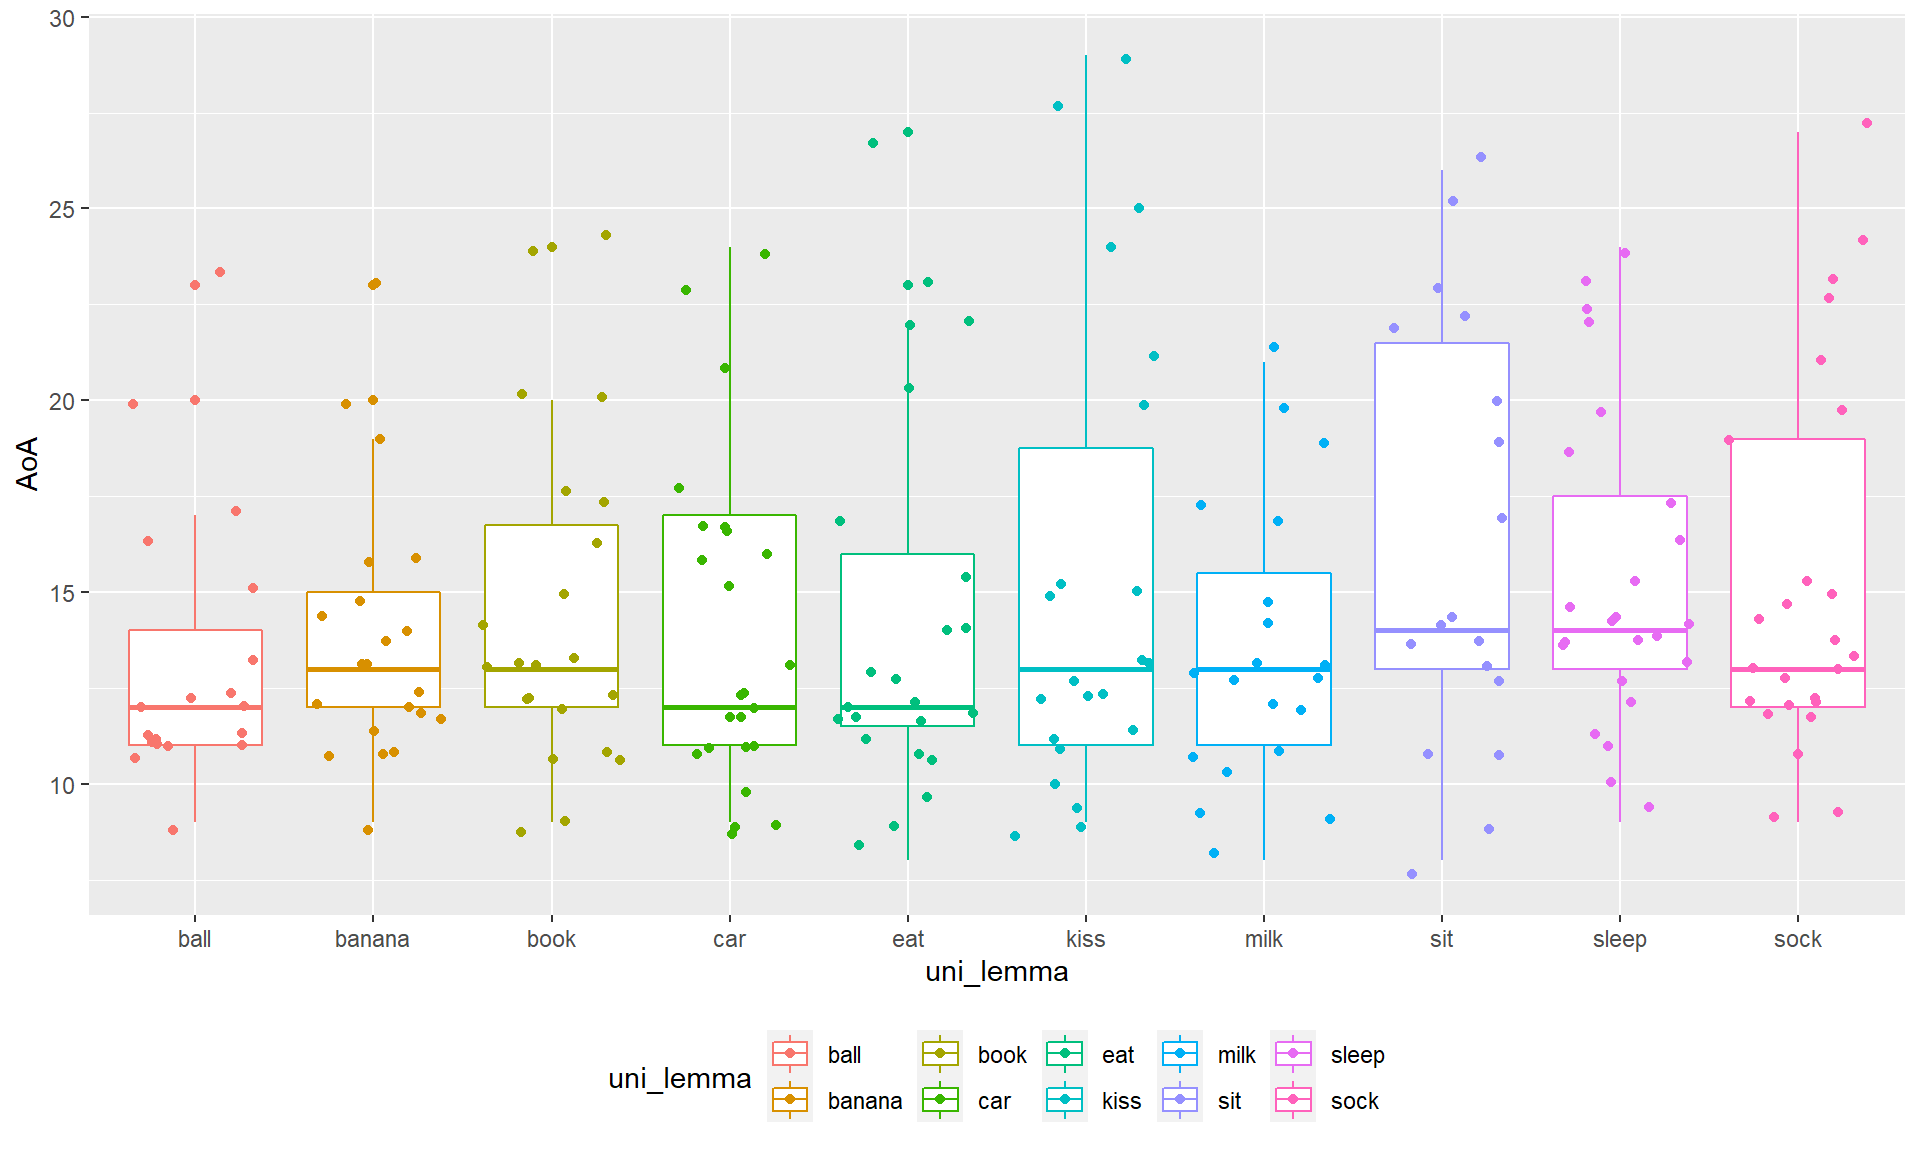 30
25
20
15
10
AoA
ball banana book car eat kiss milk sit sleep sock
uni_lemma
uni_lemma
ball book eat milk sleep
banana car kiss sit sock